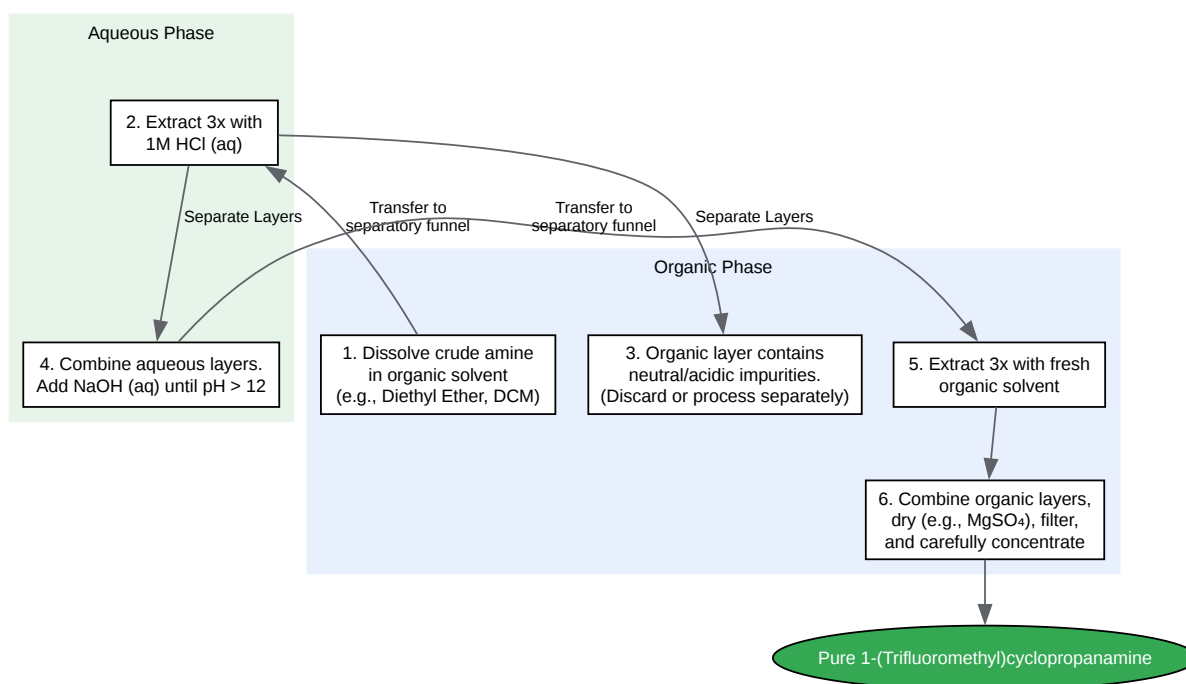 Aqueous Phase
2. Extract 3x with
1M HCl (aq)
Separate Layers
Transfer to
separatory funnel
Transfer to
separatory funnel
Separate Layers
Organic Phase
4. Combine aqueous layers.
Add NaOH (aq) until pH > 12
1. Dissolve crude amine
in organic solvent
(e.g., Diethyl Ether, DCM)
3. Organic layer contains
neutral/acidic impurities.
(Discard or process separately)
5. Extract 3x with fresh
organic solvent
6. Combine organic layers,
dry (e.g., MgSO₄), filter,
and carefully concentrate
Pure 1-(Trifluoromethyl)cyclopropanamine